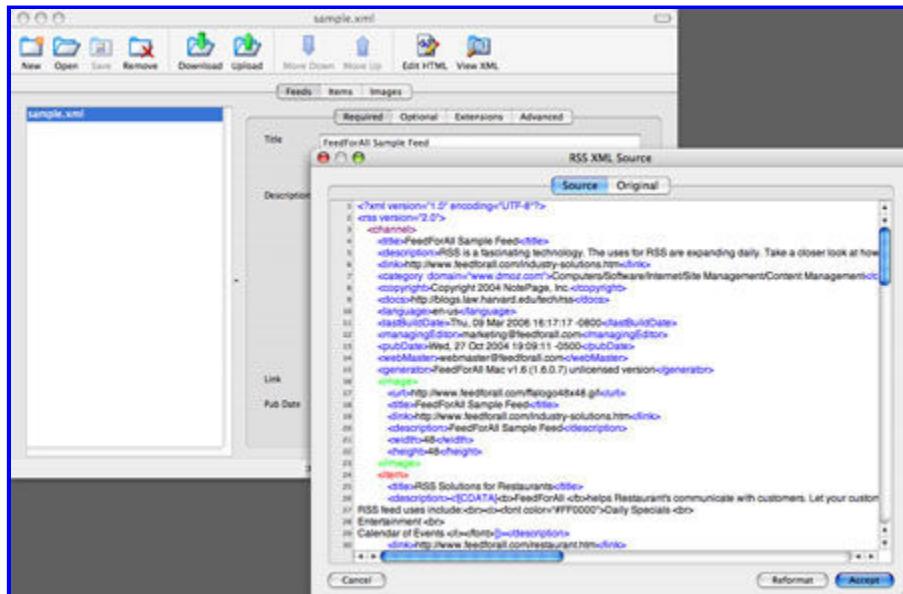 sample.xml
New Open Save Remove Download Upload Move Down Move Up Edit HTML View XML
Feeds Items Images
sample.xml
Required Optional Extensions Advanced
Title
FeedForAll Sample Feed
Description
Link
Pub Date
RSS XML Source
Source Original
1 <?xml version="1.0" encoding="UTF-8"?>
2 <rss version="2.0">
3 <channel>
4 <title>FeedForAll Sample Feed</title>
5 <description>RSS is a fascinating technology. The uses for RSS are expanding daily. Take a closer look at how
6 <link>http://www.feedforall.com/industry-solutions.htm</link>
7 <category domain="www.dmoz.com">Computers/Software/Internet/Site Management/Content Management</c
8 <copyright>Copyright 2004 NotePage, Inc.</copyright>
9 <docs>http://blogs.law.harvard.edu/tech/rss</docs>
10 <language>en-us</language>
11 <lastBuildDate>Thu, 09 Mar 2006 16:17:17 -0800</lastBuildDate>
12 <managingEditor>marketing@feedforall.com</managingEditor>
13 <pubDate>Wed, 27 Oct 2004 19:09:11 -0500</pubDate>
14 <webMaster>webmaster@feedforall.com</webMaster>
15 <generator>FeedForAll Mac v1.6 (1.6.0.7) unlicensed version</generator>
16 <image>
17 <url>http://www.feedforall.com/ffalogo48x48.gif</url>
18 <title>FeedForAll Sample Feed</title>
19 <link>http://www.feedforall.com/industry-solutions.htm</link>
20 <description>FeedForAll Sample Feed</description>
21 <width>48</width>
22 <height>48</height>
23 </image>
24 <item>
25 <title>RSS Solutions for Restaurants</title>
26 <description><![CDATA[<b>FeedForAll </b>helps Restaurant's communicate with customers. Let your custom
27 RSS feed uses include:<br><i><font color="#FF0000">Daily Specials <br>
28 Entertainment <br>
29 Calendar of Events </i></font>]]></description>
30 <link>http://www.feedforall.com/restaurant.htm</link>
Cancel Reformat Accept